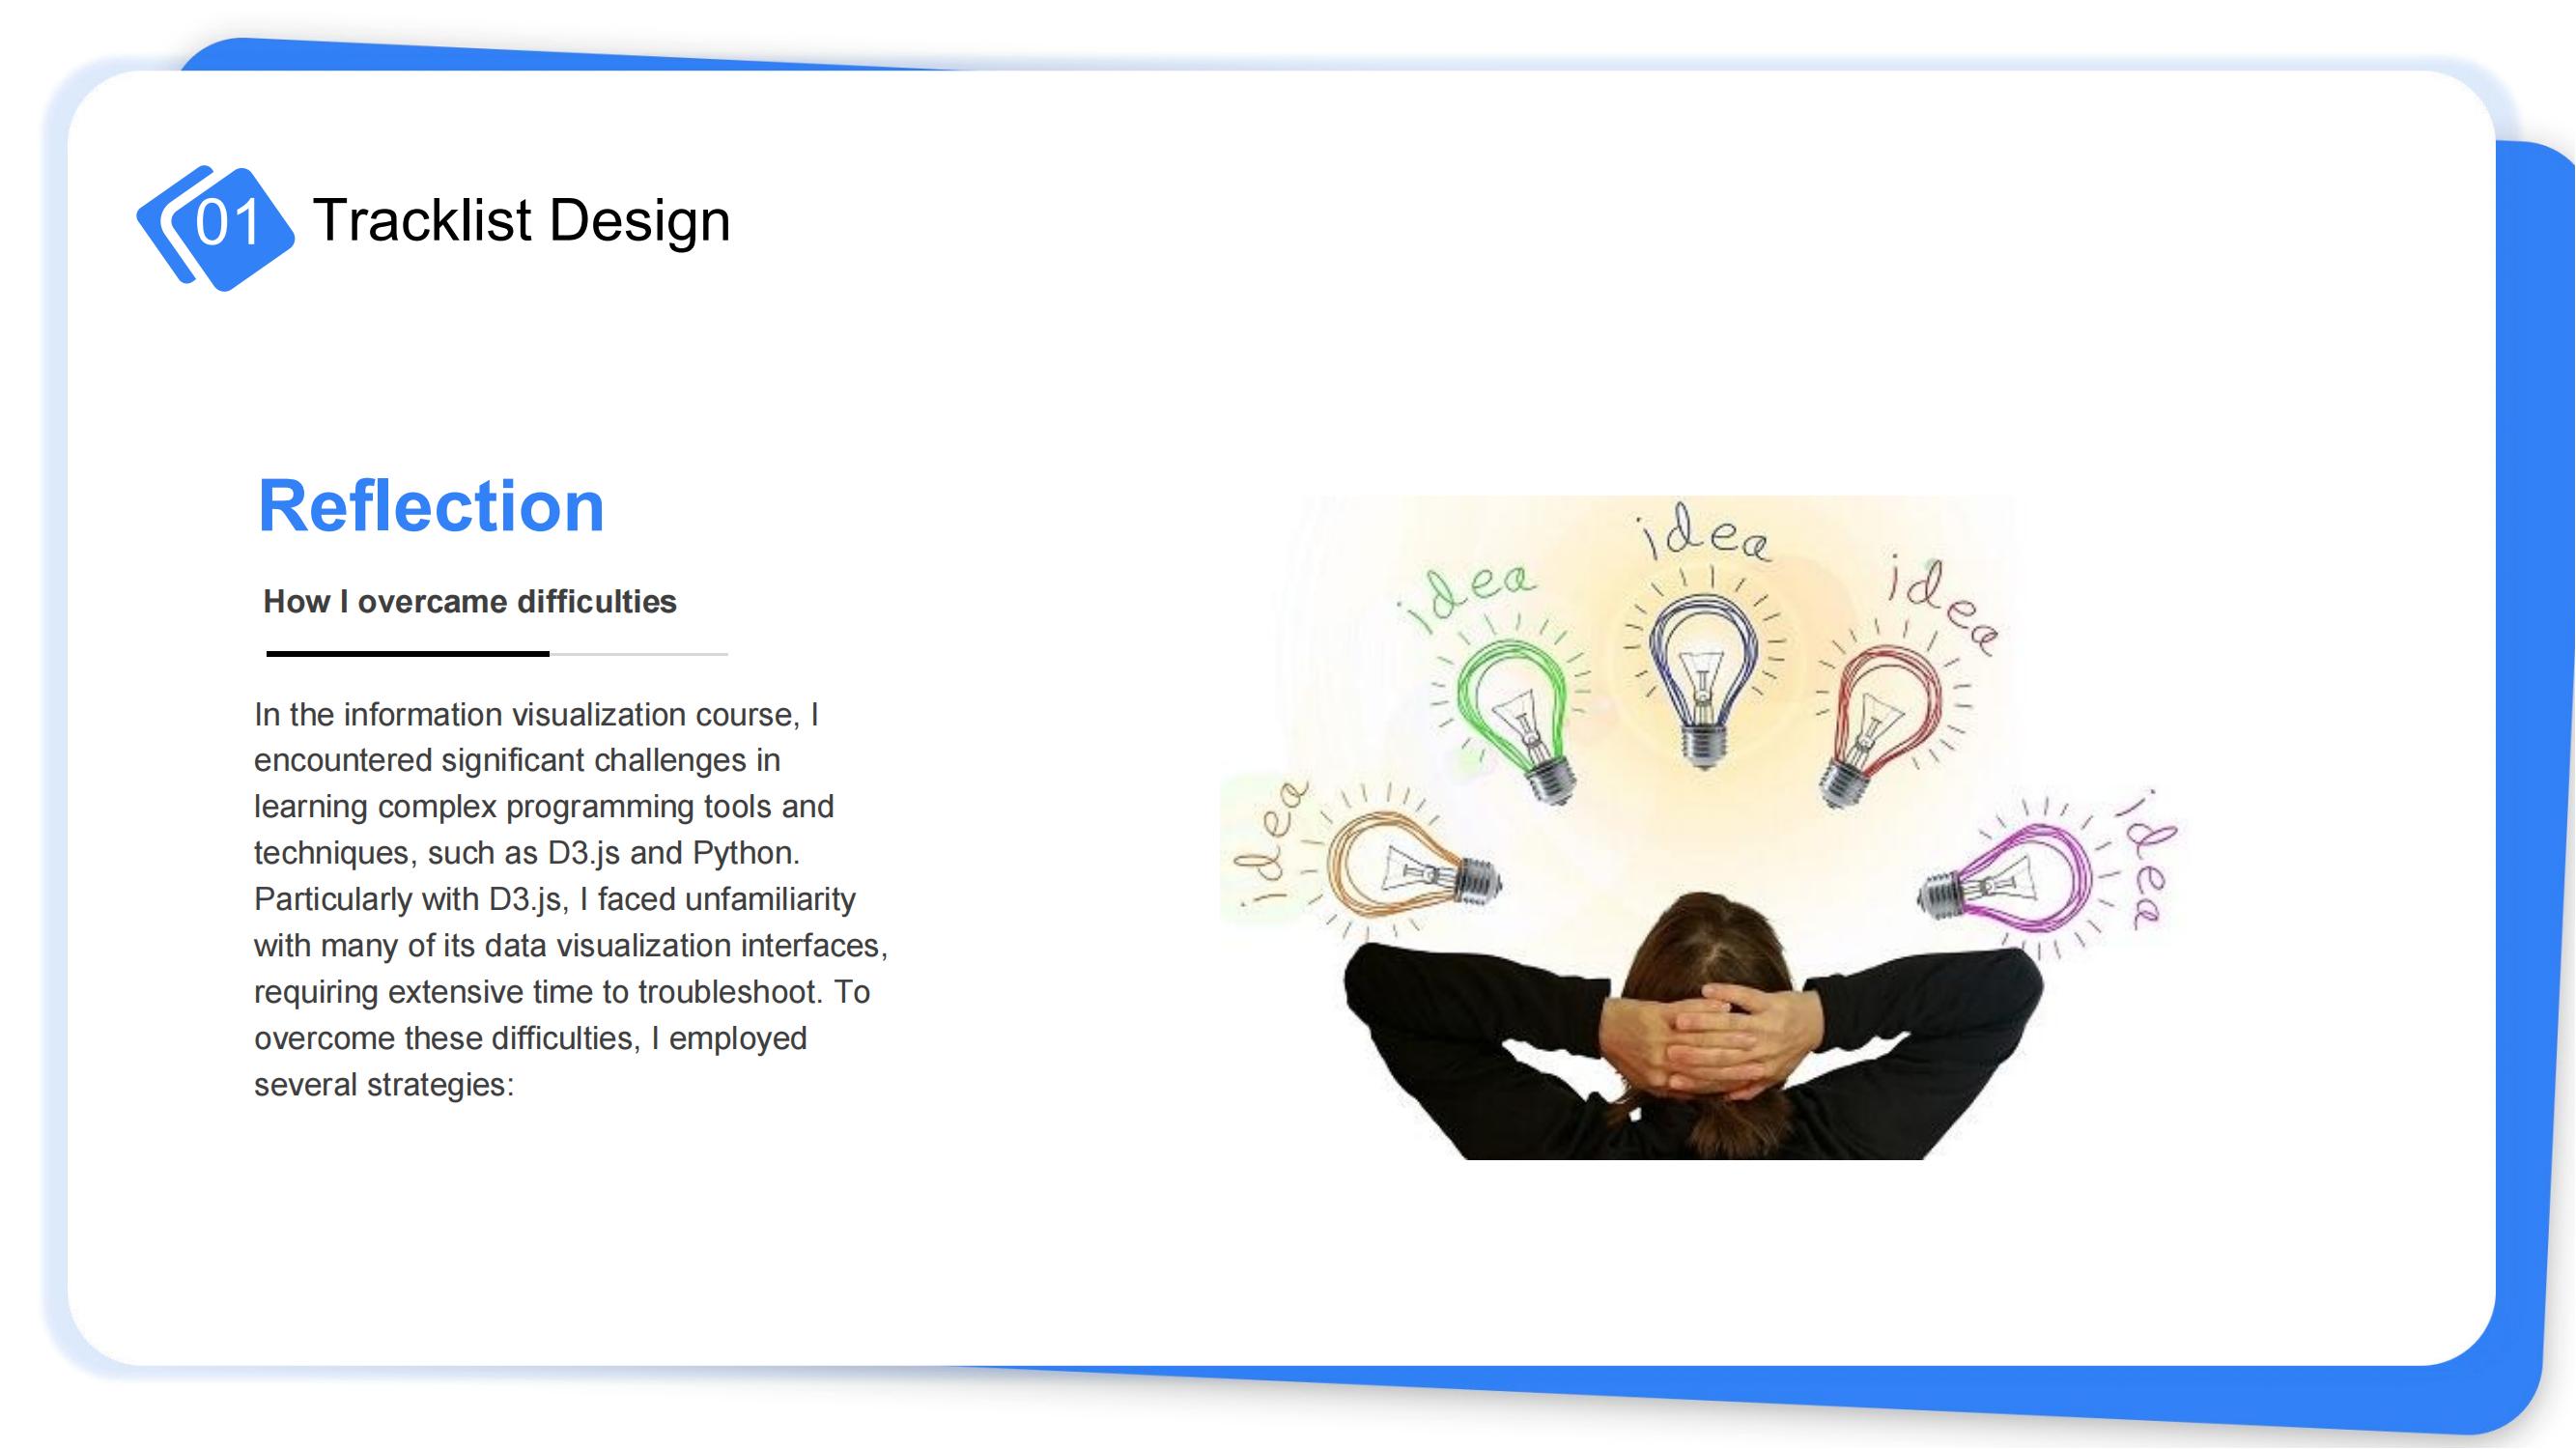 01 Tracklist Design
Reflection
How I overcame difficulties
In the information visualization course, I
encountered significant challenges in
learning complex programming tools and
techniques, such as D3.js and Python.
Particularly with D3.js, I faced unfamiliarity
with many of its data visualization interfaces,
requiring extensive time to troubleshoot. To
overcome these difficulties, I employed
several strategies:
idea
idea
idea
idea
idea